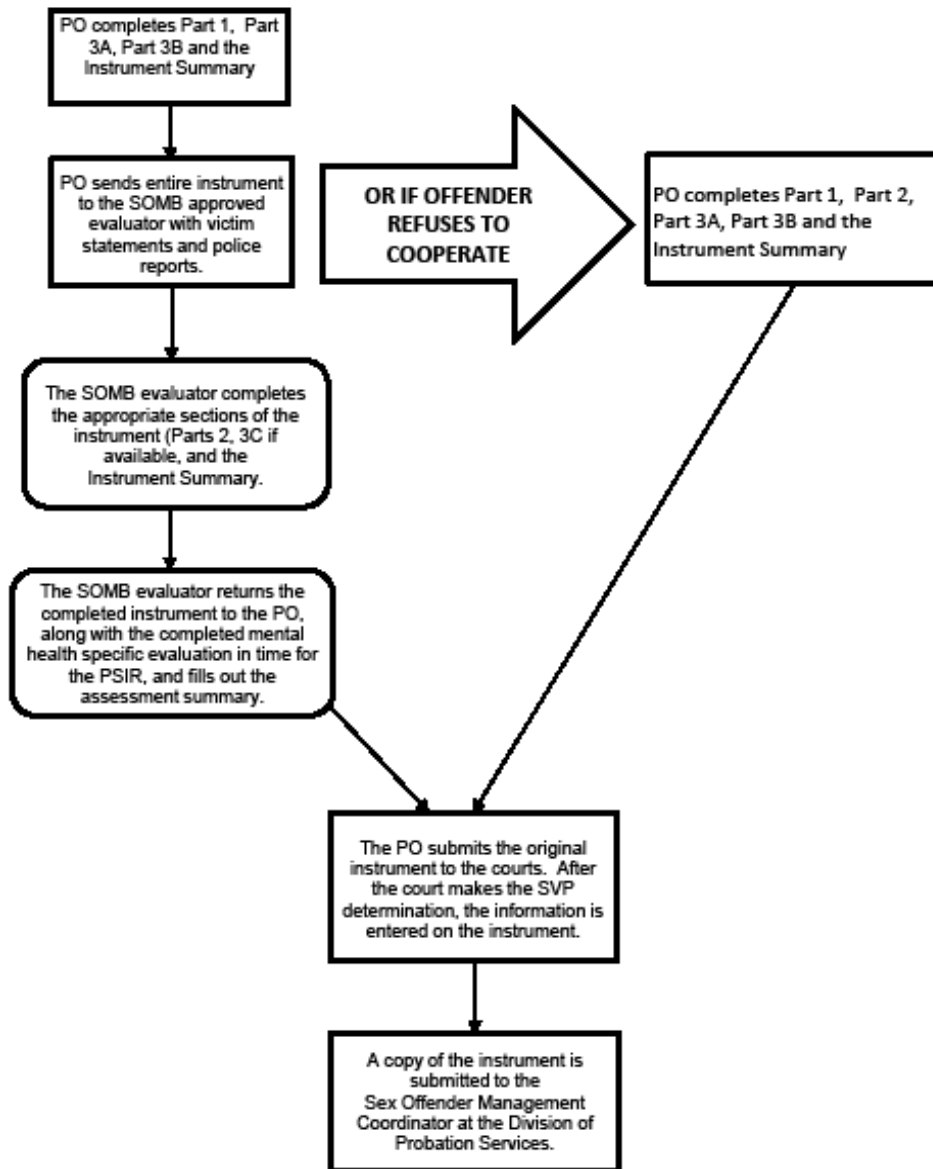 PO completes Part 1, Part
3A, Part 3B and the
Instrument Summary
PO sends entire instrument
to the SOMB approved
evaluator with victim
statements and police
reports.
OR IF OFFENDER
REFUSES TO
COOPERATE
PO completes Part 1, Part 2,
Part 3A, Part 3B and the
Instrument Summary
The SOMB evaluator completes
the appropriate sections of the
instrument (Parts 2, 3C if
available, and the
Instrument Summary.
The SOMB evaluator returns the
completed instrument to the PO,
along with the completed mental
health specific evaluation in time for
the PSIR, and fills out the
assessment summary.
The PO submits the original
instrument to the courts. After
the court makes the SVP
determination, the information is
entered on the instrument.
A copy of the instrument is
submitted to the
Sex Offender Management
Coordinator at the Division of
Probation Services.